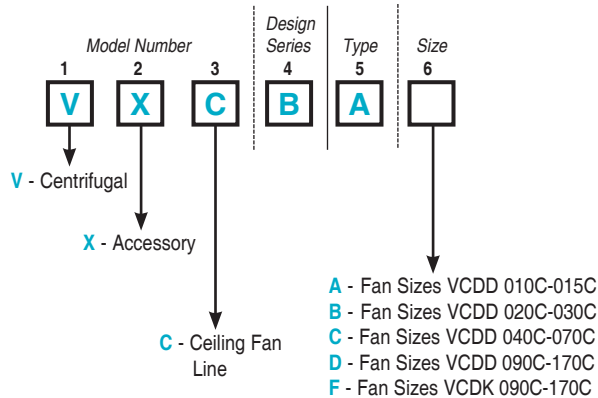 Design
Model Number Series Type Size
1 2 3 4 5 6
V X C B A
V - Centrifugal
X - Accessory
C - Ceiling Fan
Line
A - Fan Sizes VCDD 010C-015C
B - Fan Sizes VCDD 020C-030C
C - Fan Sizes VCDD 040C-070C
D - Fan Sizes VCDD 090C-170C
F - Fan Sizes VCDK 090C-170C